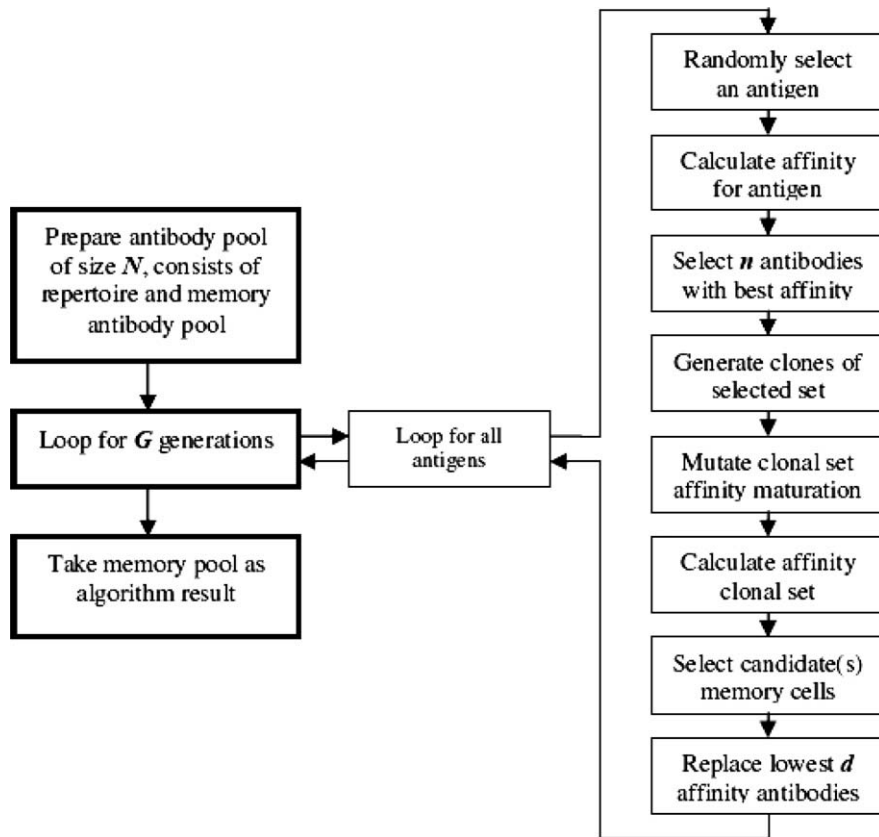 Prepare antibody pool
of size N, consists of
repertoire and memory
antibody pool
Loop for G generations
Take memory pool as
algorithm result
Loop for all
antigens
Randomly select
an antigen
Calculate affinity
for antigen
Select n antibodies
with best affinity
Generate clones of
selected set
Mutate clonal set
affinity maturation
Calculate affinity
clonal set
Select candidate(s)
memory cells
Replace lowest d
affinity antibodies